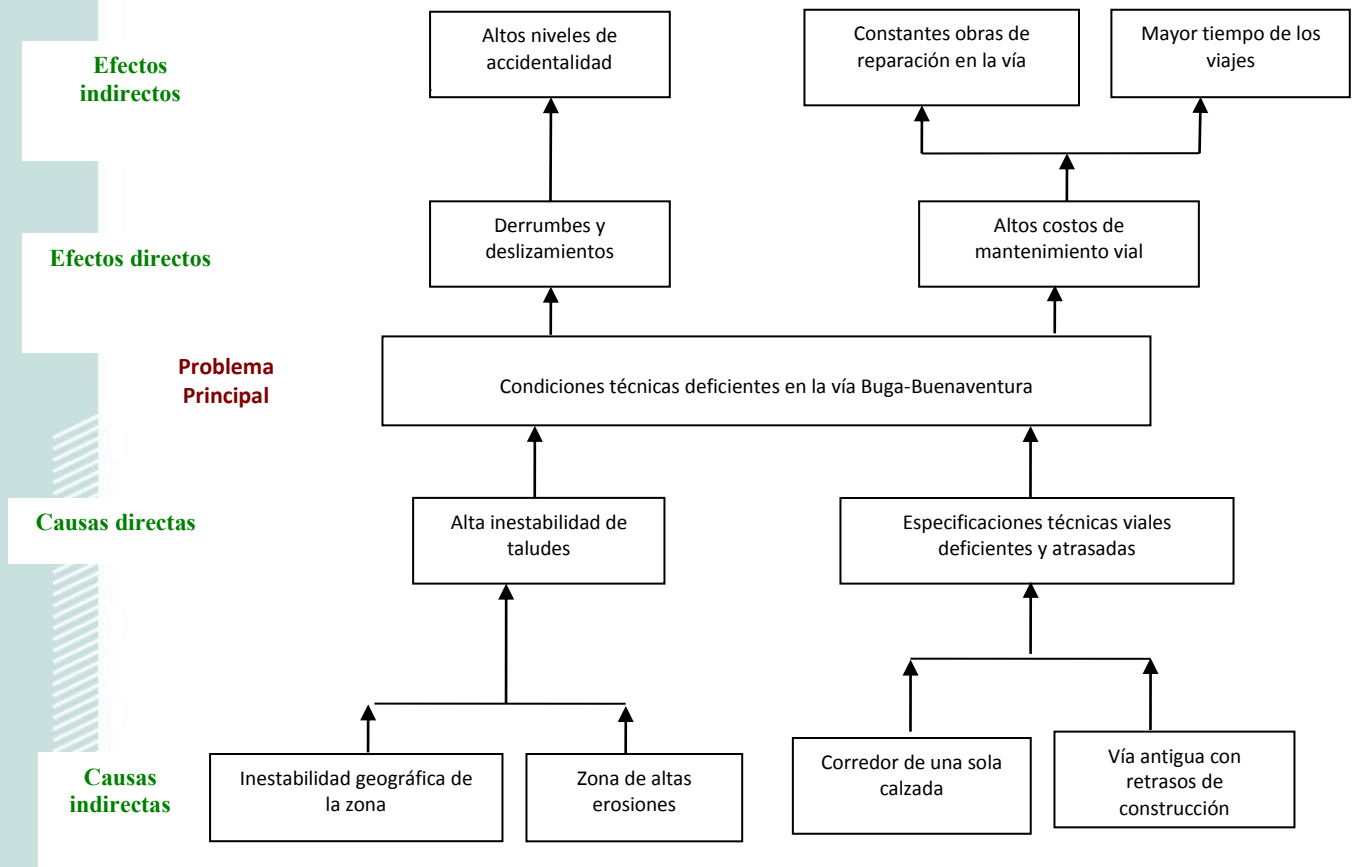 Efectos
indirectos
Altos niveles de
accidentalidad
Constantes obras de
reparación en la vía
Mayor tiempo de los
viajes
Efectos directos
Derrumbes y
deslizamientos
Altos costos de
mantenimiento vial
Problema
Principal
Condiciones técnicas deficientes en la vía Buga-Buenaventura
Causas directas
Alta inestabilidad de
taludes
Especificaciones técnicas viales
deficientes y atrasadas
Causas
indirectas
Inestabilidad geográfica de
la zona
Zona de altas
erosiones
Corredor de una sola
calzada
Vía antigua con
retrasos de
construcción